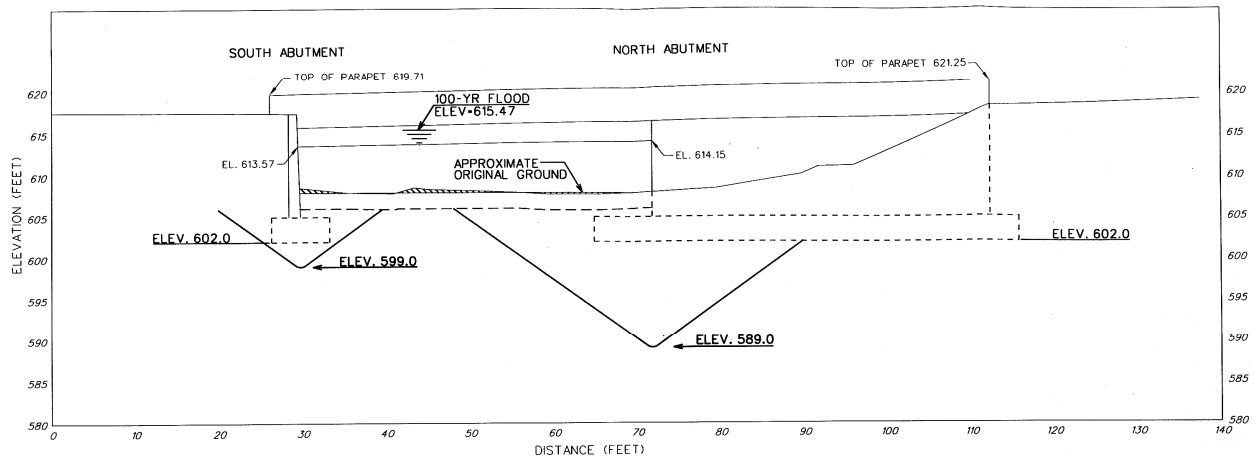 SOUTH ABUTMENT
NORTH ABUTMENT
TOP OF PARAPET 619.71
TOP OF PARAPET 621.25
100-YR FLOOD
ELEV=615.47
EL. 613.57
EL. 614.15
APPROXIMATE
ORIGINAL GROUND
ELEV. 602.0
ELEV. 602.0
ELEV. 599.0
ELEV. 589.0
ELEVATION (FEET)
620
615
610
605
600
595
590
585
580
620
615
610
605
600
595
590
585
580
0 10 20 30 40 50 60 70 80 90 100 110 120 130 140
DISTANCE (FEET)